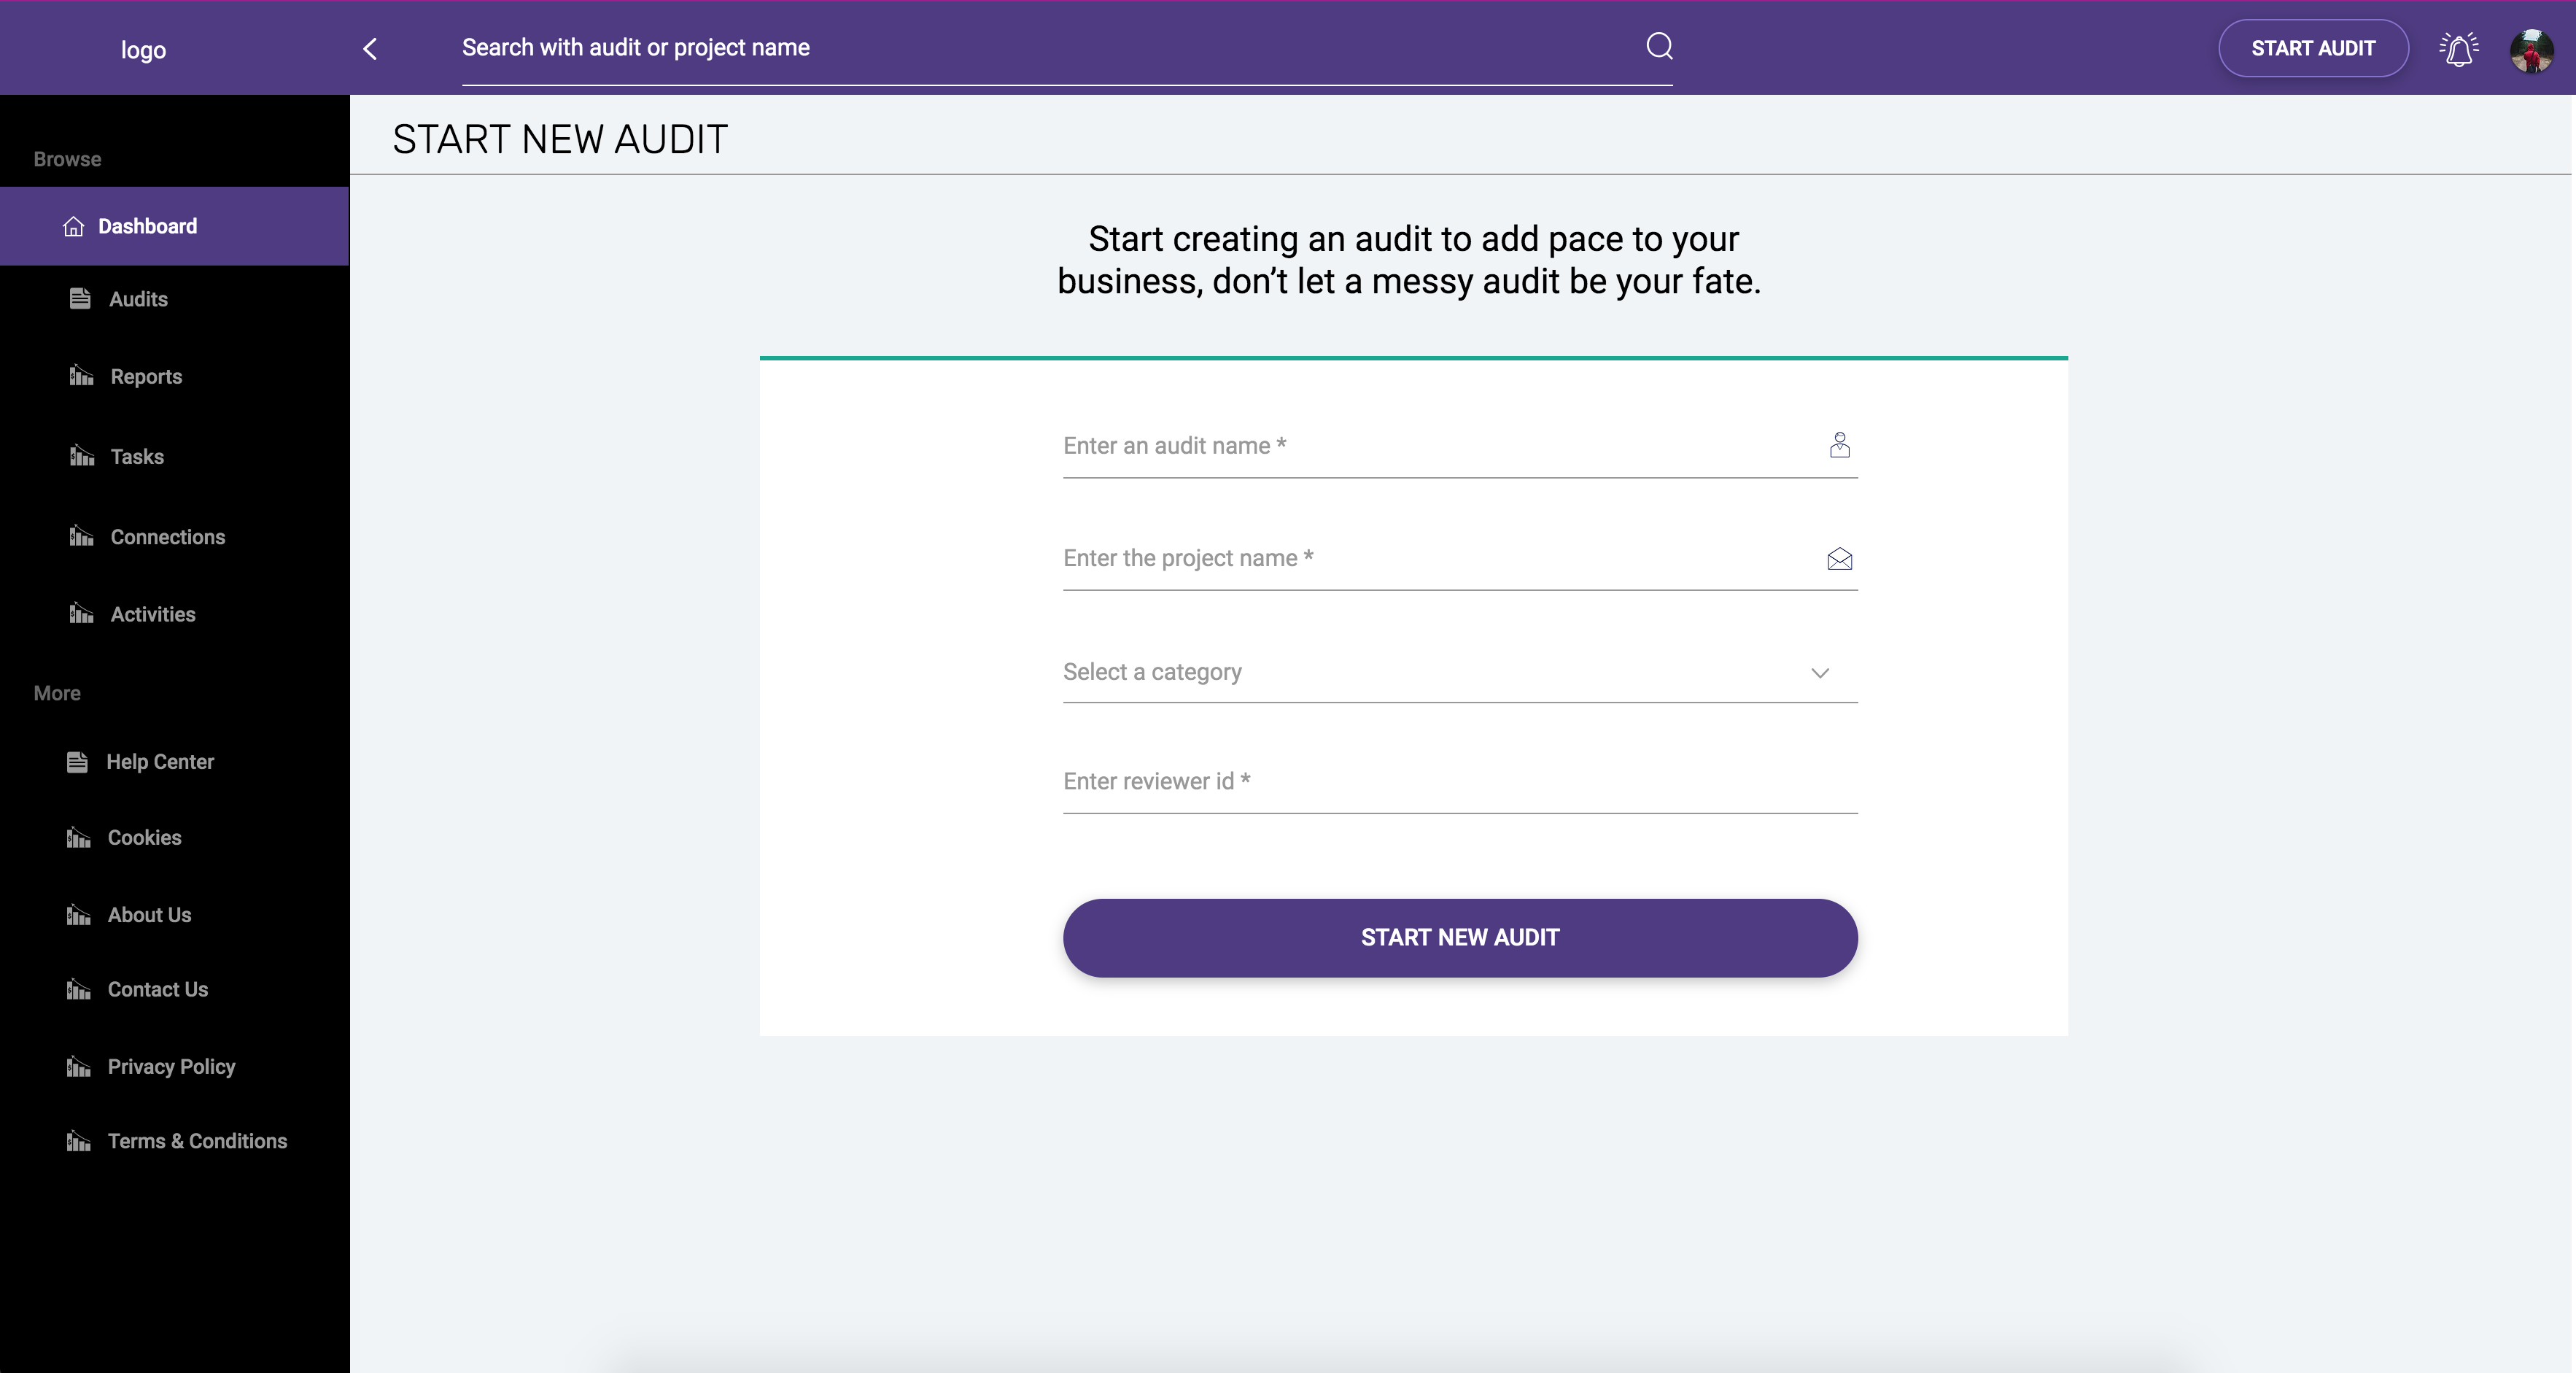 logo
Search with audit or project name
START AUDIT
Browse
Dashboard
Audits
Reports
Tasks
Connections
Activities
More
Help Center
Cookies
About Us
Contact Us
Privacy Policy
Terms & Conditions
START NEW AUDIT
Start creating an audit to add pace to your
business, don’t let a messy audit be your fate.
Enter an audit name *
Enter the project name *
Select a category
Enter reviewer id *
START NEW AUDIT